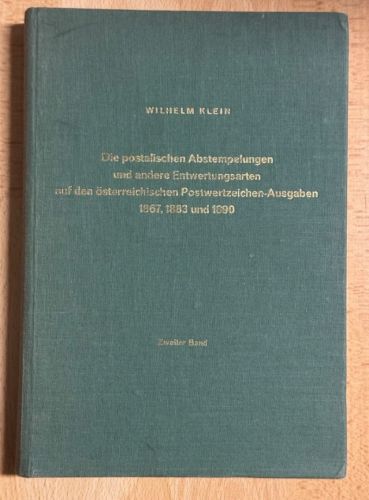 WILHELM KLEIN
Die postalischen Abstempelungen
und andere Entwertungsarten
auf den österreichischen Postwertzeichen-Ausgaben
1867, 1883 und 1890
Zweiter Band